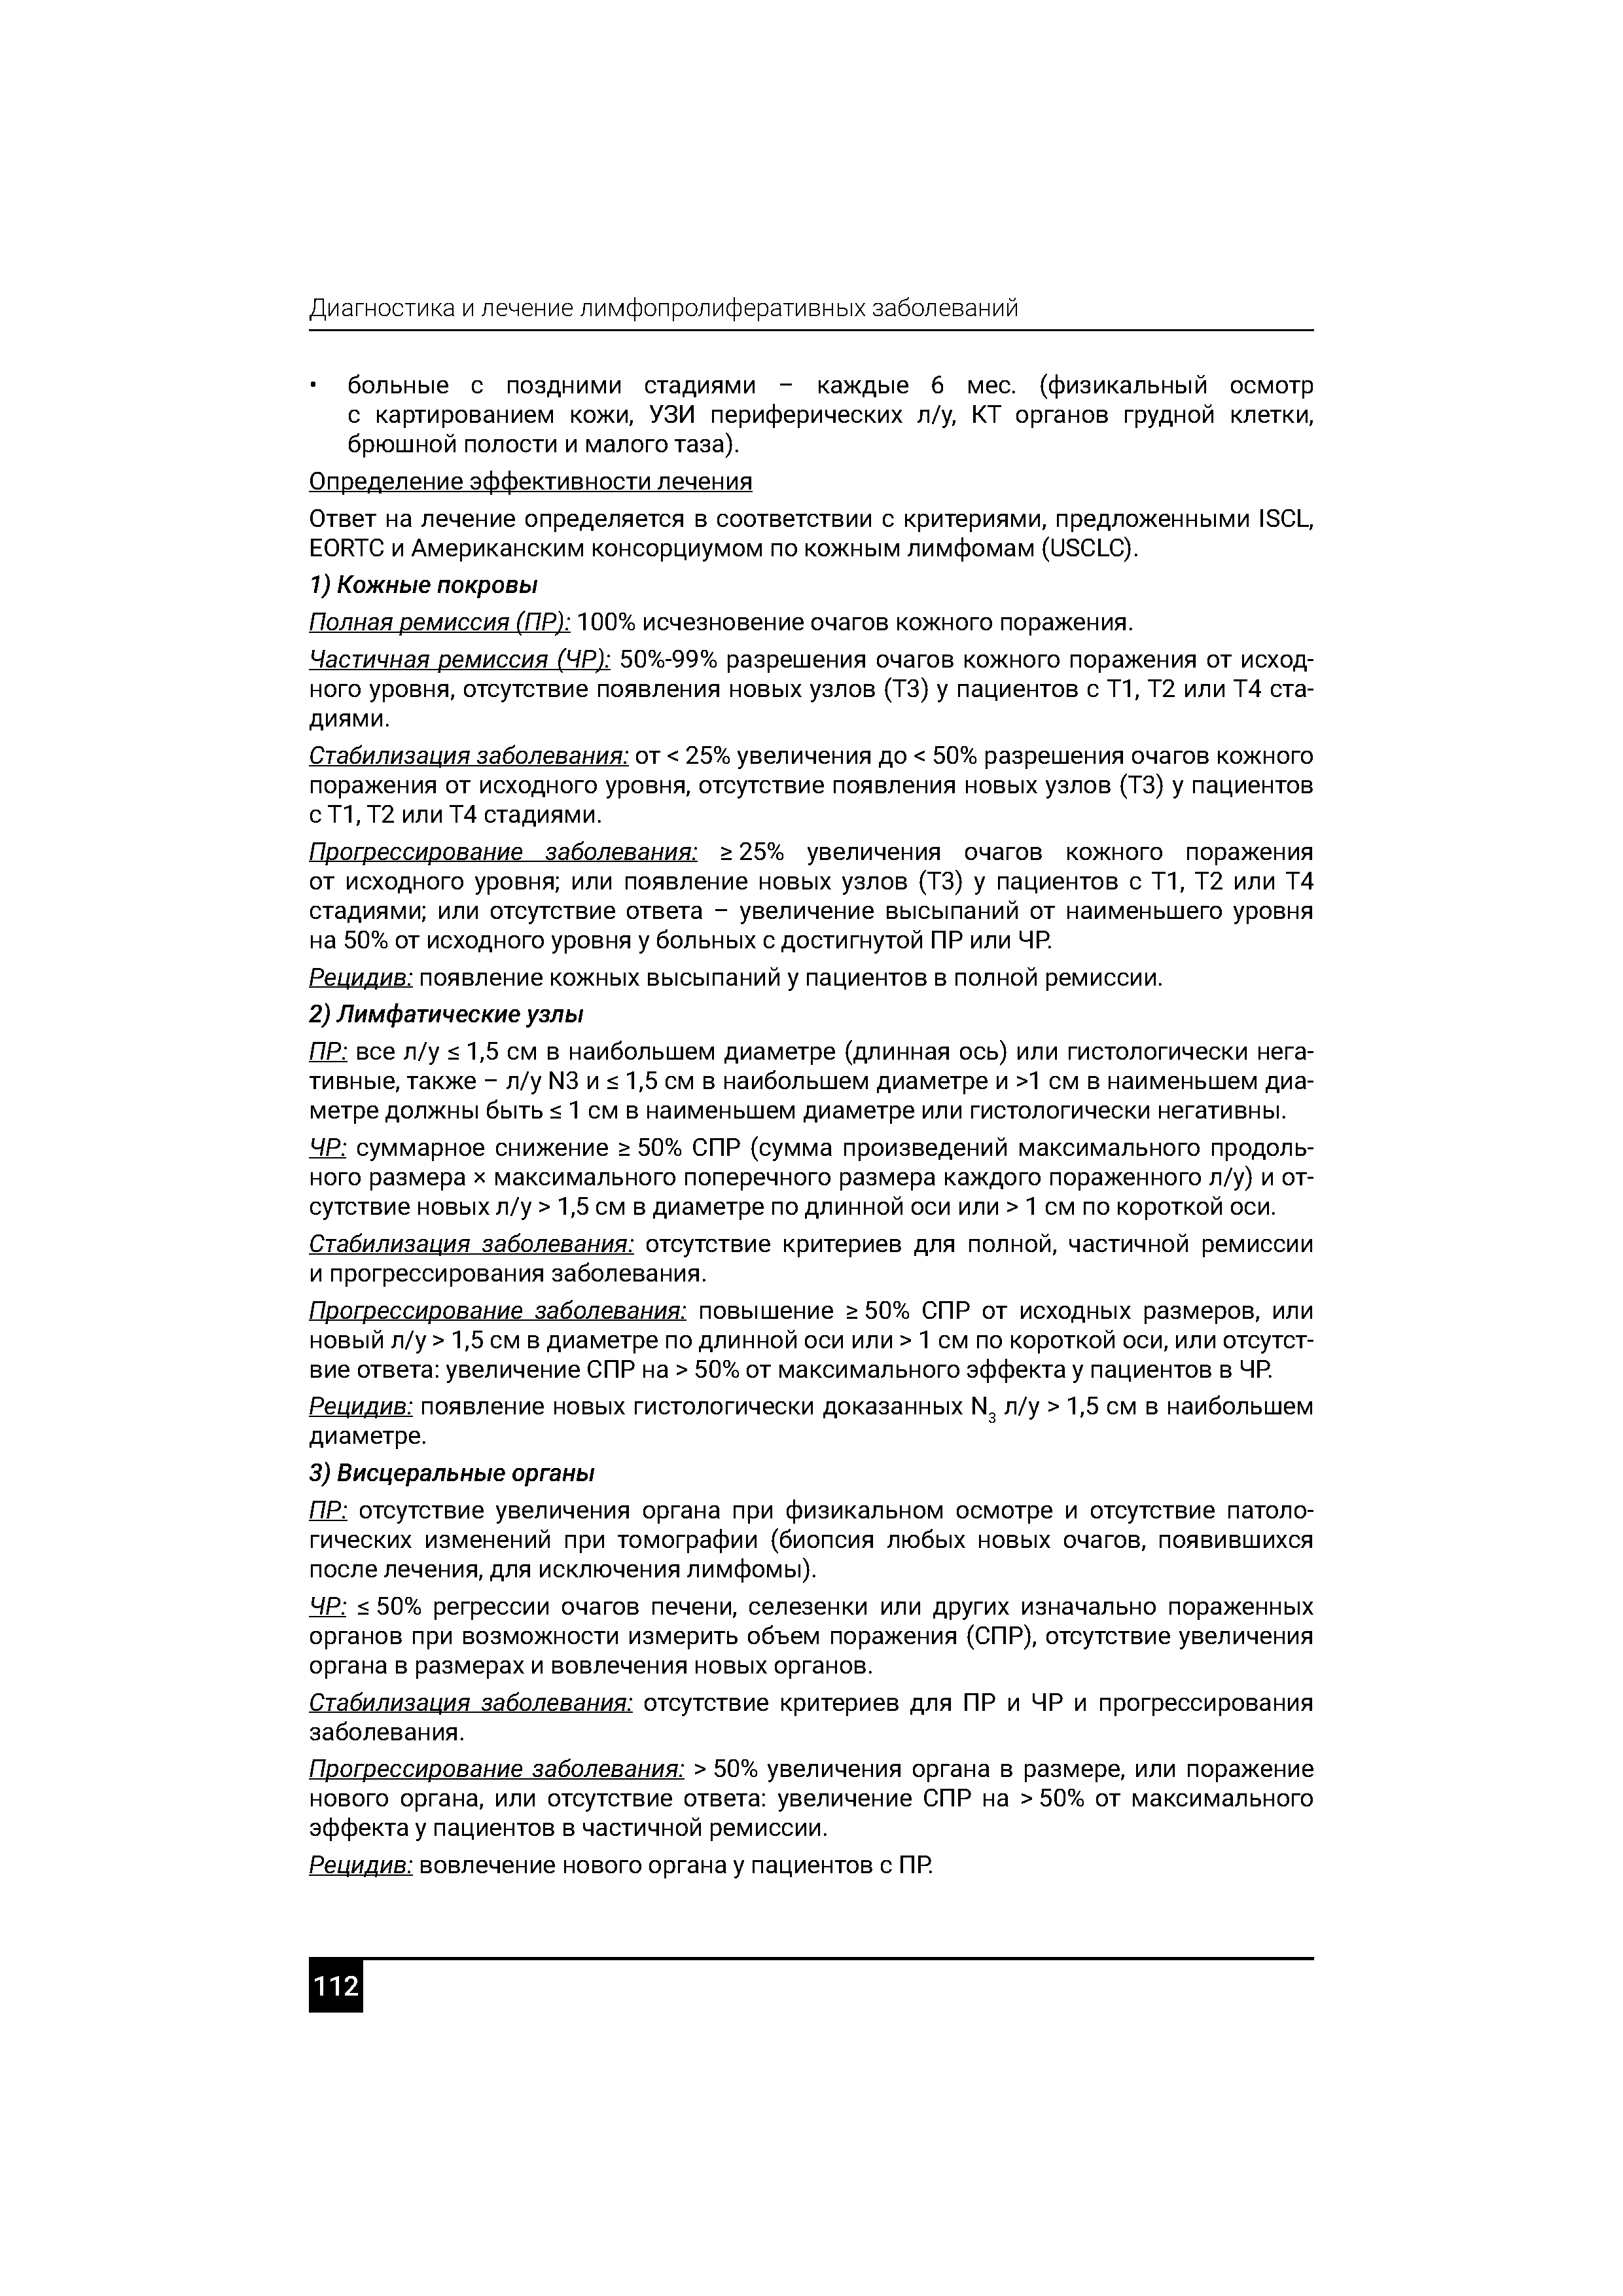 Диагностика и лечение лимфопролиферативных заболеваний
• больные с поздними стадиями – каждые 6 мес. (физикальный осмотр
с картированием кожи, УЗИ периферических л/у, КТ органов грудной клетки,
брюшной полости и малого таза).
Определение эффективности лечения
Ответ на лечение определяется в соответствии с критериями, предложенными ISCL,
EORTC и Американским консорциумом по кожным лимфомам (USCLC).
1) Кожные покровы
Полная ремиссия (ПР): 100% исчезновение очагов кожного поражения.
Частичная ремиссия (ЧР): 50%-99% разрешения очагов кожного поражения от исход-
ного уровня, отсутствие появления новых узлов (Т3) у пациентов с Т1, Т2 или Т4 ста-
диями.
Стабилизация заболевания: от < 25% увеличения до < 50% разрешения очагов кожного
поражения от исходного уровня, отсутствие появления новых узлов (Т3) у пациентов
с Т1, Т2 или Т4 стадиями.
Прогрессирование заболевания: ≥ 25% увеличения очагов кожного поражения
от исходного уровня; или появление новых узлов (Т3) у пациентов с Т1, Т2 или Т4
стадиями; или отсутствие ответа – увеличение высыпаний от наименьшего уровня
на 50% от исходного уровня у больных с достигнутой ПР или ЧР.
Рецидив: появление кожных высыпаний у пациентов в полной ремиссии.
2) Лимфатические узлы
ПР: все л/у ≤ 1,5 см в наибольшем диаметре (длинная ось) или гистологически нега-
тивные, также – л/у N3 и ≤ 1,5 см в наибольшем диаметре и >1 см в наименьшем диа-
метре должны быть ≤ 1 см в наименьшем диаметре или гистологически негативны.
ЧР: суммарное снижение ≥ 50% СПР (сумма произведений максимального продоль-
ного размера × максимального поперечного размера каждого пораженного л/у) и от-
сутствие новых л/у > 1,5 см в диаметре по длинной оси или > 1 см по короткой оси.
Стабилизация заболевания: отсутствие критериев для полной, частичной ремиссии
и прогрессирования заболевания.
Прогрессирование заболевания: повышение ≥ 50% СПР от исходных размеров, или
новый л/у > 1,5 см в диаметре по длинной оси или > 1 см по короткой оси, или отсутст-
вие ответа: увеличение СПР на > 50% от максимального эффекта у пациентов в ЧР.
Рецидив: появление новых гистологически доказанных N₃ л/у > 1,5 см в наибольшем
диаметре.
3) Висцеральные органы
ПР: отсутствие увеличения органа при физикальном осмотре и отсутствие патоло-
гических изменений при томографии (биопсия любых новых очагов, появившихся
после лечения, для исключения лимфомы).
ЧР: ≤ 50% регрессии очагов печени, селезенки или других изначально пораженных
органов при возможности измерить объем поражения (СПР), отсутствие увеличения
органа в размерах и вовлечения новых органов.
Стабилизация заболевания: отсутствие критериев для ПР и ЧР и прогрессирования
заболевания.
Прогрессирование заболевания: > 50% увеличения органа в размере, или поражение
нового органа, или отсутствие ответа: увеличение СПР на > 50% от максимального
эффекта у пациентов в частичной ремиссии.
Рецидив: вовлечение нового органа у пациентов с ПР.
112